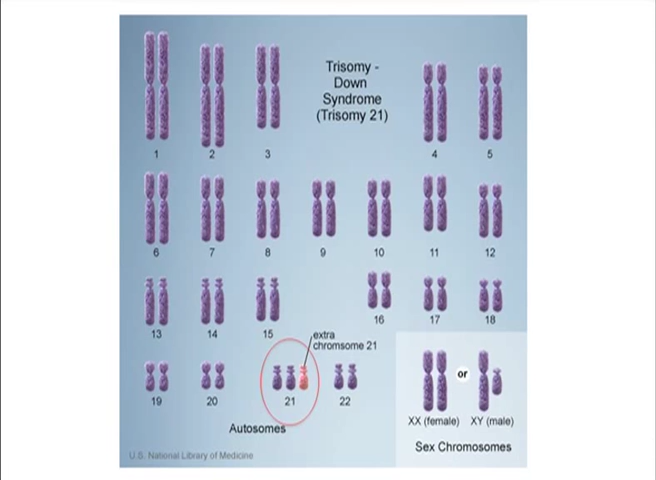 Trisomy -
Down
Syndrome
(Trisomy 21)
1 2 3 4 5
6 7 8 9 10 11 12
13 14 15 16 17 18
extra
chromsome 21
19 20 21 22
or
XX (female) XY (male)
Autosomes
Sex Chromosomes
U.S. National Library of Medicine